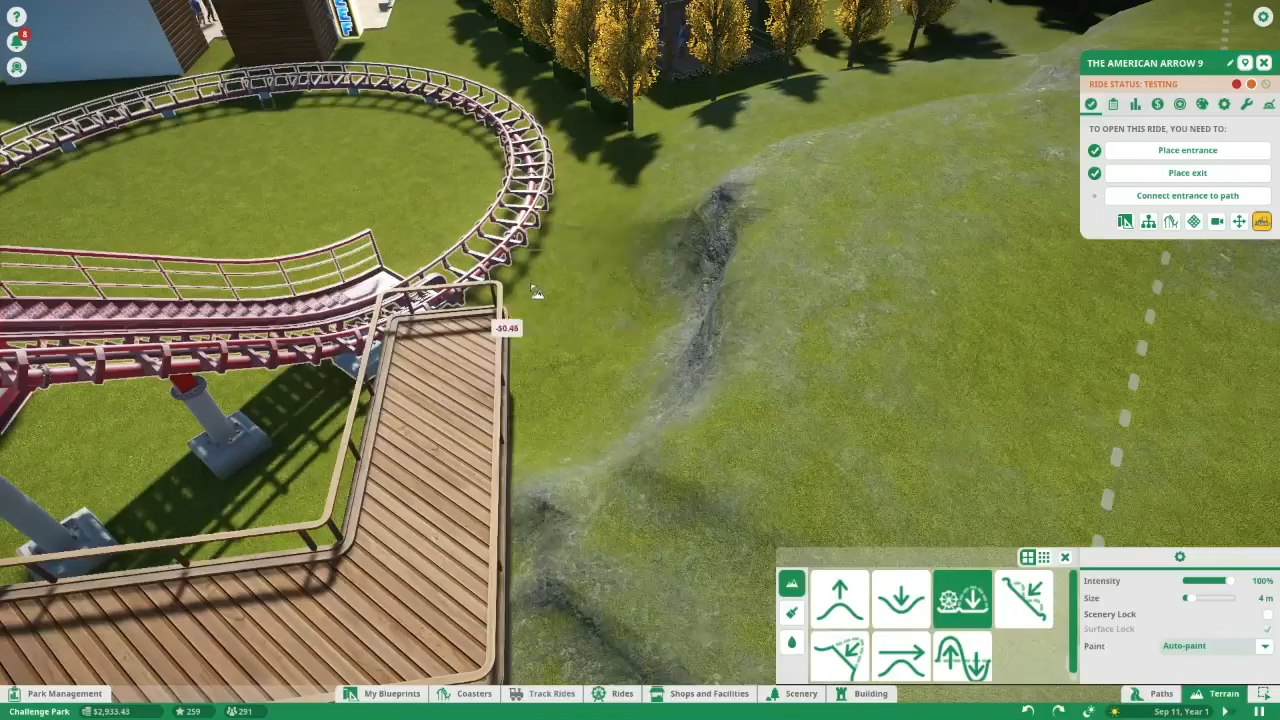 ?
8
THE AMERICAN ARROW 9
RIDE STATUS: TESTING
TO OPEN THIS RIDE, YOU NEED TO:
Place entrance
Place exit
Connect entrance to path
-$0.46
Intensity 100%
Size 4 m
Scenery Lock
Surface Lock
Paint Auto-paint
Park Management
My Blueprints
Coasters
Track Rides
Rides
Shops and Facilities
Scenery
Building
Paths
Terrain
Challenge Park
$2,933.43
259
291
Sep 11, Year 1